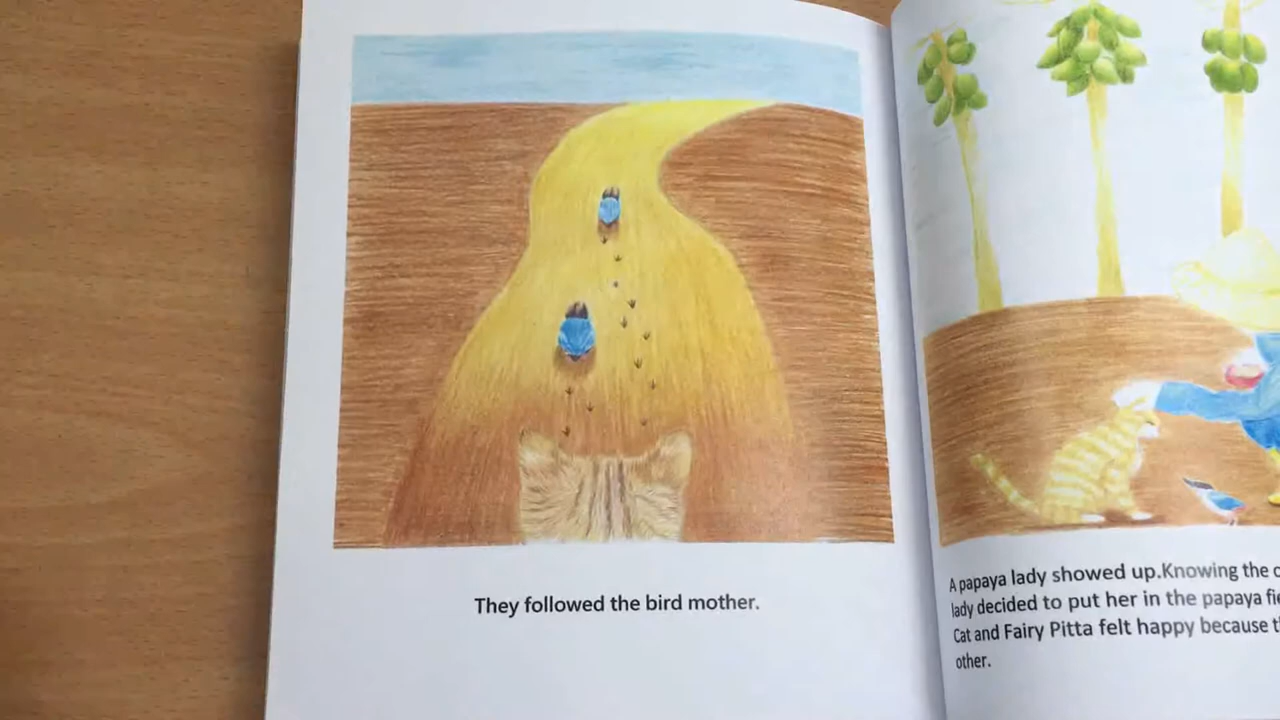 They followed the bird mother.
A papaya lady showed up.Knowing the
lady decided to put her in the papaya
Cat and Fairy Pitta felt happy because
other.